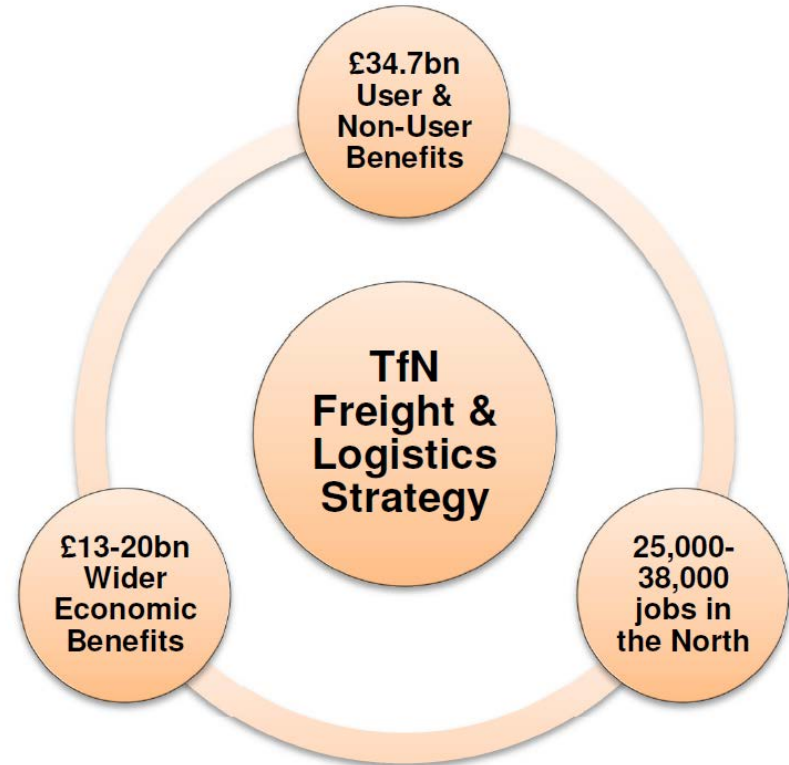 £34.7bn
User &
Non-User
Benefits
TfN
Freight &
Logistics
Strategy
£13-20bn
Wider
Economic
Benefits
25,000-
38,000
jobs in
the North